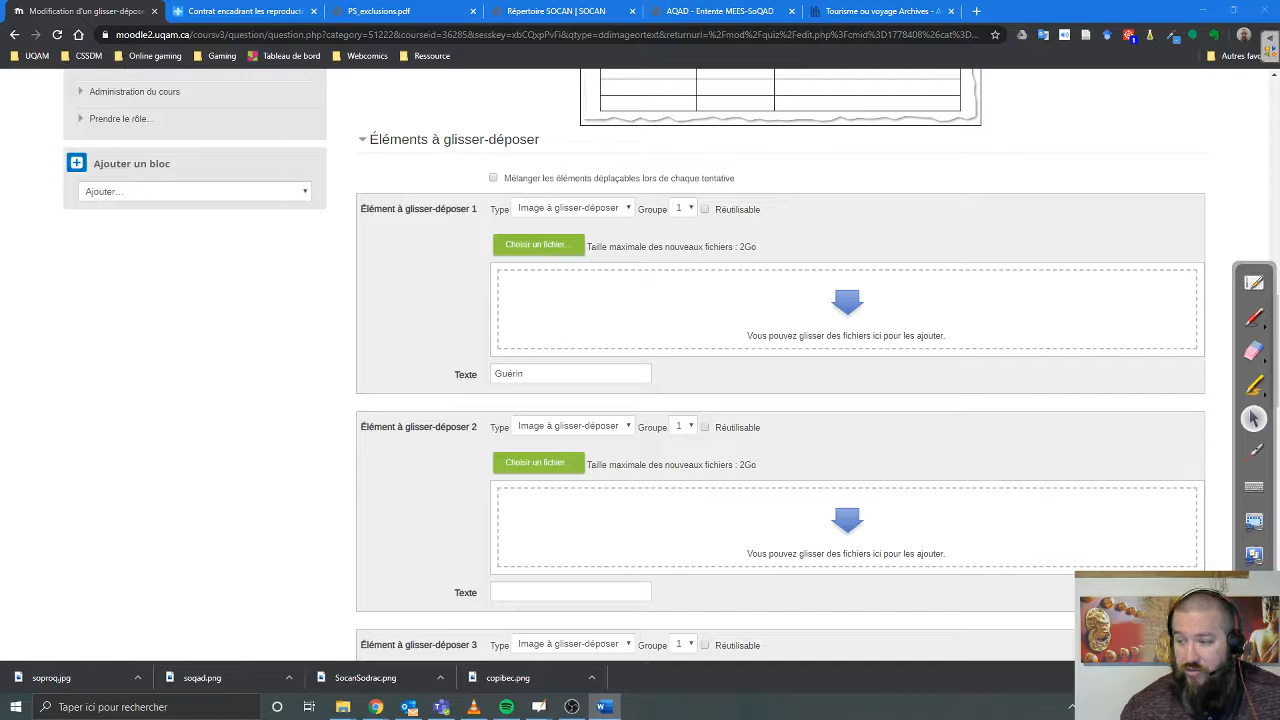 Modification d'un glisser-dépose
Contrat encadrant les reproducti
PS_exclusions.pdf
Répertoire SOCAN | SOCAN
AQAD - Entente MEES-SoQAD
Tourisme ou voyage Archives - A
moodle2.uqam.ca/coursv3/question/question.php?category=51222&courseid=36285&sesskey=xbCQxpPvFi&qtype=ddimageortext&returnurl=%2Fmod%2Fquiz%2Fedit.php%3Fcmid%3D1778408%26cat%3D...
UQAM
CSSDM
Online gaming
Gaming
Tableau de bord
Webcomics
Ressource
Autres favo
Administration du cours
Prendre le rôle...
Ajouter un bloc
Ajouter...
Éléments à glisser-déposer
Mélanger les éléments déplaçables lors de chaque tentative
Élément à glisser-déposer 1 Type Image à glisser-déposer Groupe 1 Réutilisable
Choisir un fichier... Taille maximale des nouveaux fichiers : 2Go
Vous pouvez glisser des fichiers ici pour les ajouter.
Texte Guérin
Élément à glisser-déposer 2 Type Image à glisser-déposer Groupe 1 Réutilisable
Choisir un fichier... Taille maximale des nouveaux fichiers : 2Go
Vous pouvez glisser des fichiers ici pour les ajouter.
Texte
Élément à glisser-déposer 3 Type Image à glisser-déposer Groupe 1 Réutilisable
soproq.jpg
soqad.png
SocanSodrac.png
copibec.png
Taper ici pour rechercher